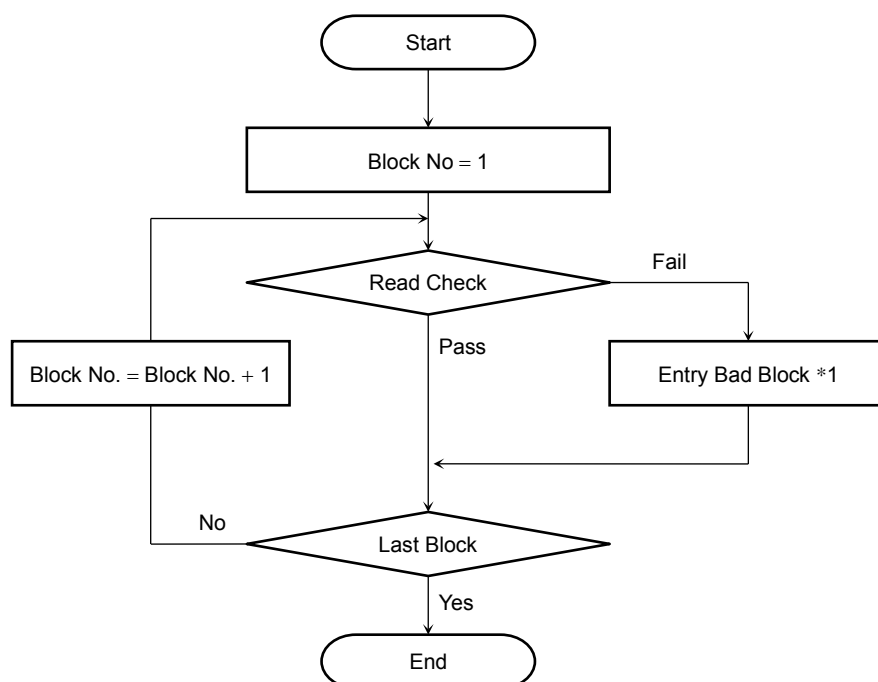 Start
Block No = 1
Read Check
Fail
Pass
Block No. = Block No. + 1
Entry Bad Block *1
No
Last Block
Yes
End